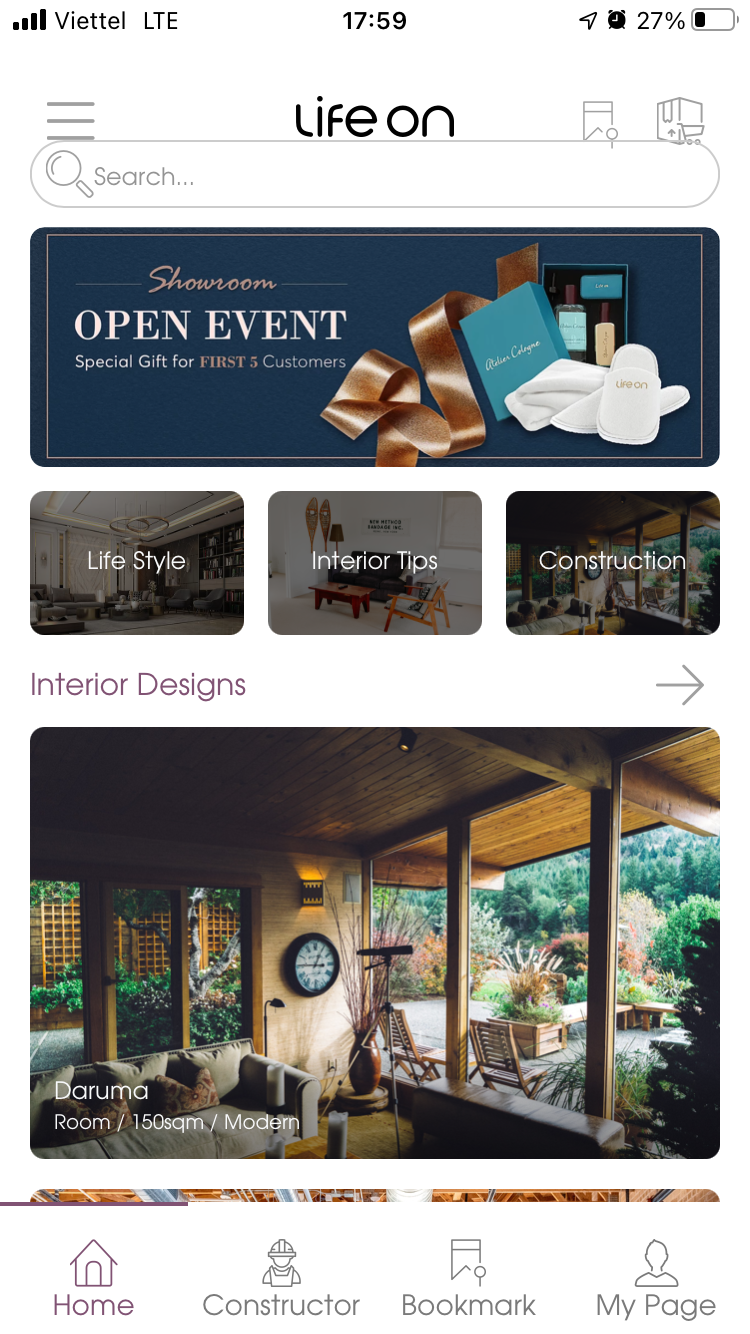 Viettel LTE 17:59 27%
Life on
Search...
Showroom
OPEN EVENT
Special Gift for FIRST 5 Customers
Atelier Cologne
Life on
Life Style
Interior Tips
Construction
Interior Designs
Daruma
Room / 150sqm / Modern
Home
Constructor
Bookmark
My Page